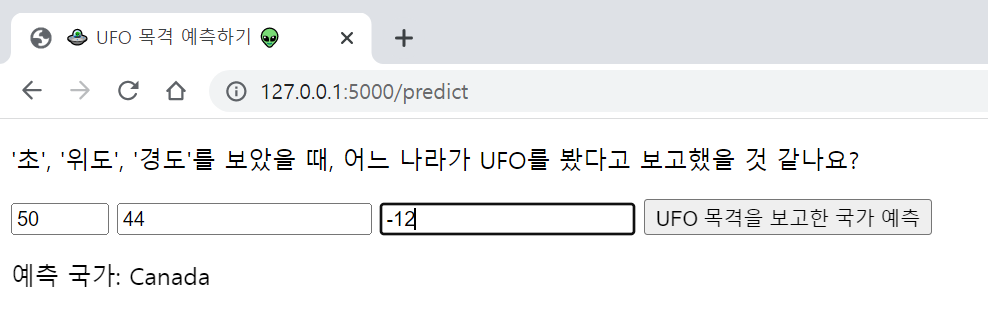 🛸 UFO 목격 예측하기 👽
127.0.0.1:5000/predict
'초', '위도', '경도'를 보았을 때, 어느 나라가 UFO를 봤다고 보고했을 것 같나요?
50 44 -12 UFO 목격을 보고한 국가 예측
예측 국가: Canada